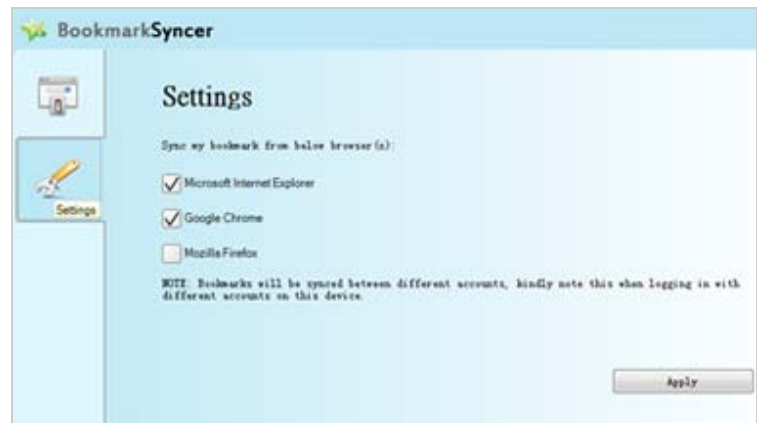 BookmarkSyncer
Settings
Sync my bookmark from below browser(s):
Microsoft Internet Explorer
Settings
Google Chrome
Mozilla Firefox
NOTE: Bookmarks will be synced between different accounts, kindly note this when logging in with
different accounts on this device.
Apply